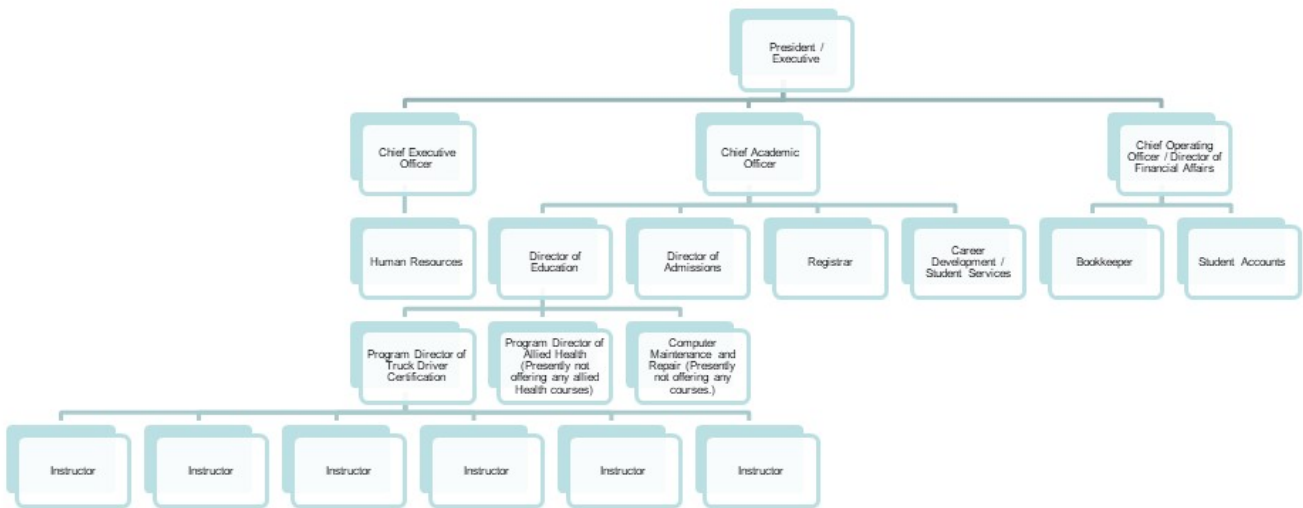 President /
Executive
Chief Executive
Officer
Chief Academic
Officer
Chief Operating
Officer / Director of
Financial Affairs
Human Resources
Director of
Education
Director of
Admissions
Registrar
Career
Development /
Student Services
Bookkeeper
Student Accounts
Program Director of
Truck Driver
Certification
Program Director of
Allied Health
(Presently not
offering any allied
Health courses)
Computer
Maintenance and
Repair (Presently
not offering any
courses.)
Instructor
Instructor
Instructor
Instructor
Instructor
Instructor